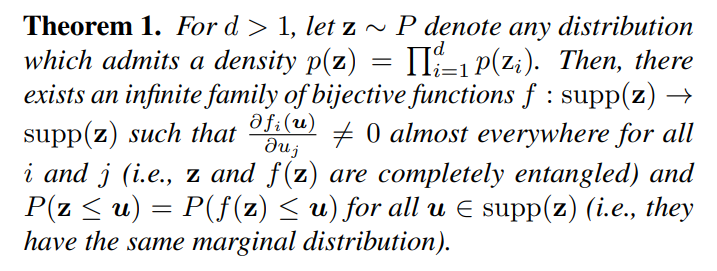 Theorem 1. For d > 1, let z ∼ P denote any distribution
which admits a density p(z) = ∏_{i=1}^{d} p(z_i). Then, there
exists an infinite family of bijective functions f : supp(z) →
supp(z) such that ∂f_i(u)/∂u_j ≠ 0 almost everywhere for all
i and j (i.e., z and f(z) are completely entangled) and
P(z ≤ u) = P(f(z) ≤ u) for all u ∈ supp(z) (i.e., they
have the same marginal distribution).